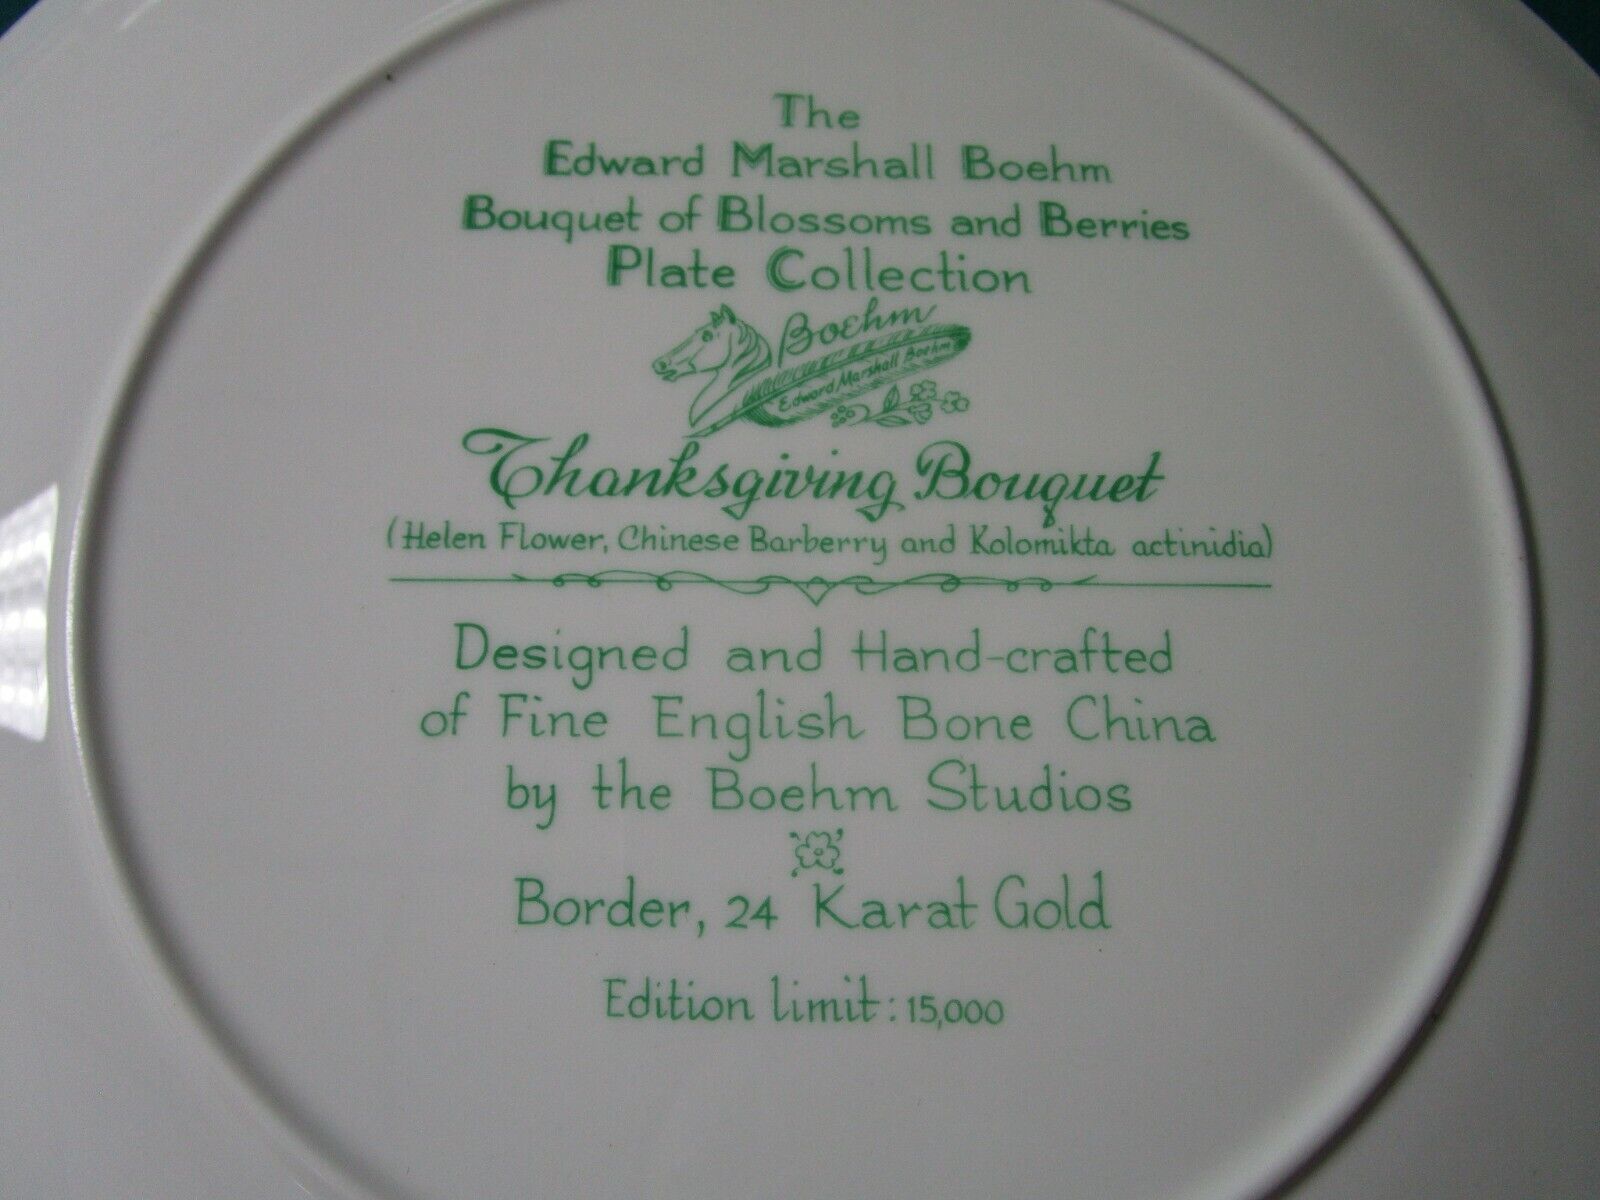 The
Edward Marshall Boehm
Bouquet of Blossoms and Berries
Plate Collection
Boehm
Edward Marshall Boehm
Thanksgiving Bouquet
(Helen Flower, Chinese Barberry and Kolomikta actinidia)
Designed and Hand-crafted
of Fine English Bone China
by the Boehm Studios
Border, 24 Karat Gold
Edition limit: 15,000